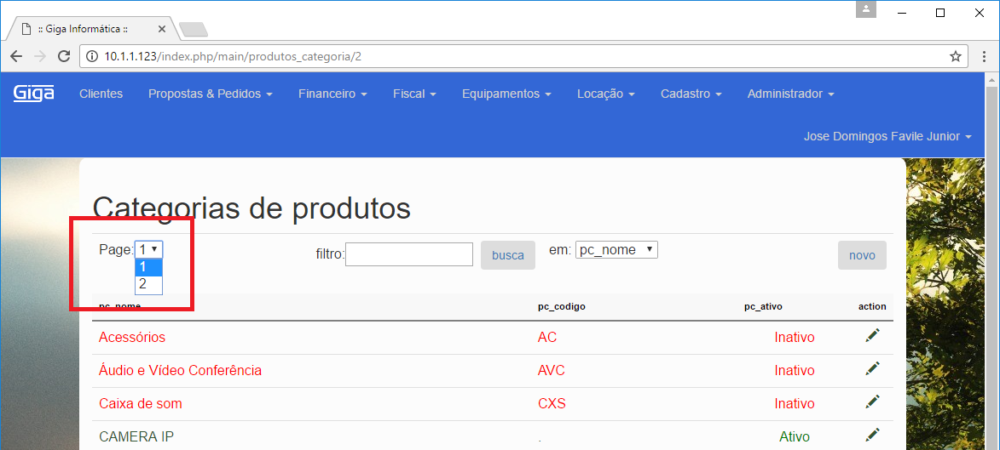 :: Giga Informática ::
10.1.1.123/index.php/main/produtos_categoria/2
Giga Clientes Propostas & Pedidos Financeiro Fiscal Equipamentos Locação Cadastro Administrador
Jose Domingos Favile Junior
Categorias de produtos
Page: 1 filtro: busca em: pc_nome novo
1
2
pc_nome pc_codigo pc_ativo action
Acessórios AC Inativo
Áudio e Vídeo Conferência AVC Inativo
Caixa de som CXS Inativo
CAMERA IP . Ativo